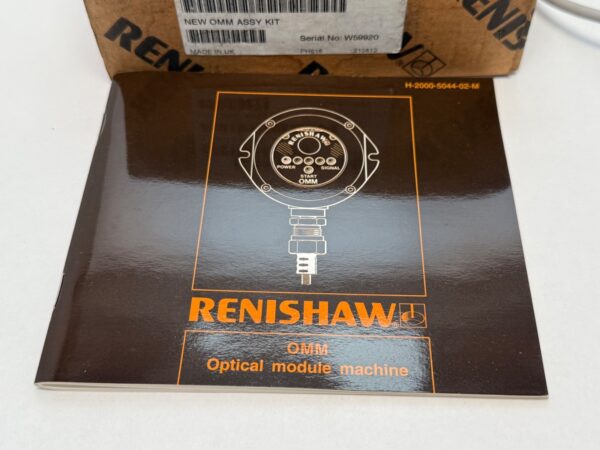 NEW OMM ASSY KIT
Serial No: W59920
MADE IN UK
RENISHAW
RENIS
H-2000-5044-02-M
RENISHAW
POWER
SIGNAL
START
OMM
RENISHAW
OMM
Optical module machine